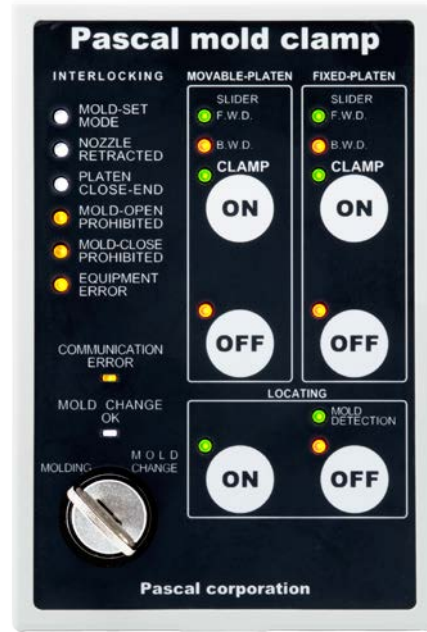 Pascal mold clamp
INTERLOCKING
MOLD-SET
MODE
NOZZLE
RETRACTED
PLATEN
CLOSE-END
MOLD-OPEN
PROHIBITED
MOLD-CLOSE
PROHIBITED
EQUIPMENT
ERROR
COMMUNICATION
ERROR
MOLD CHANGE
OK
MOLDING
MOLD
CHANGE
MOVABLE-PLATEN
SLIDER
F.W.D.
B.W.D.
CLAMP
ON
OFF
FIXED-PLATEN
SLIDER
F.W.D.
B.W.D.
CLAMP
ON
OFF
LOCATING
MOLD
DETECTION
ON
OFF
Pascal corporation